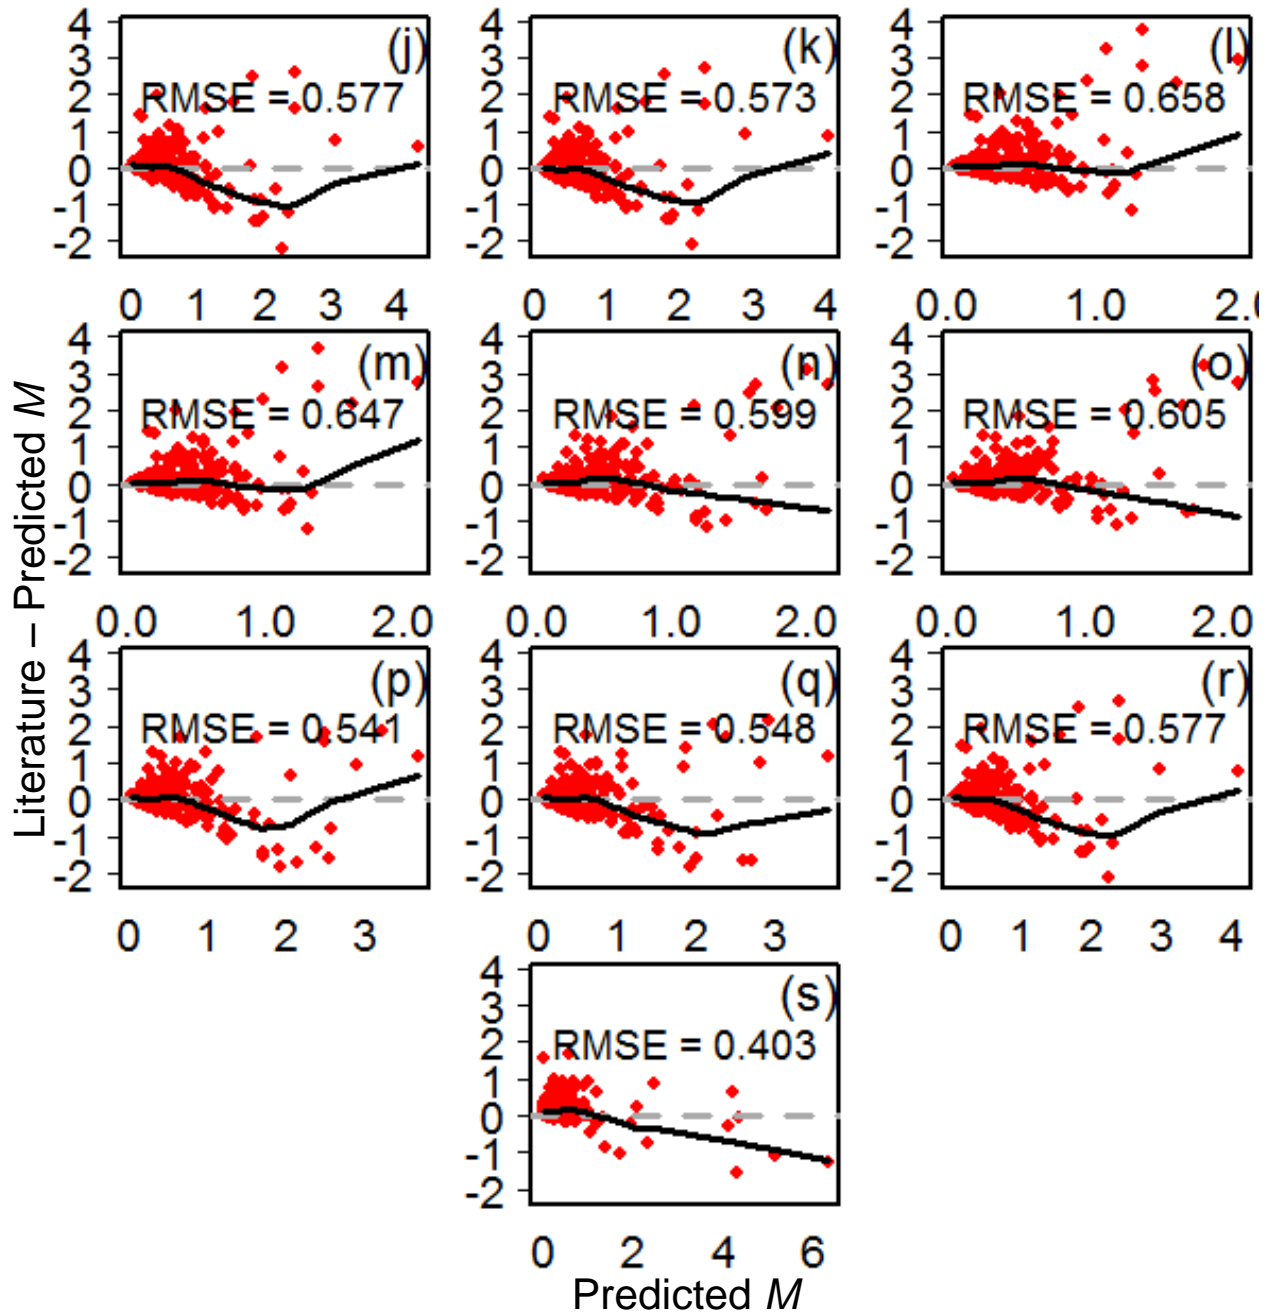 4
3
2
1
0
-1
-2
(j)
RMSE = 0.577
0 1 2 3 4
4
3
2
1
0
-1
-2
(k)
RMSE = 0.573
0 1 2 3 4
4
3
2
1
0
-1
-2
(l)
RMSE = 0.658
0.0 1.0 2.0
Literature – Predicted M
4
3
2
1
0
-1
-2
(m)
RMSE = 0.647
0.0 1.0 2.0
4
3
2
1
0
-1
-2
(n)
RMSE = 0.599
0.0 1.0 2.0
4
3
2
1
0
-1
-2
(o)
RMSE = 0.605
0.0 1.0 2.0
4
3
2
1
0
-1
-2
(p)
RMSE = 0.541
0 1 2 3
4
3
2
1
0
-1
-2
(q)
RMSE = 0.548
0 1 2 3
4
3
2
1
0
-1
-2
(r)
RMSE = 0.577
0 1 2 3 4
4
3
2
1
0
-1
-2
(s)
RMSE = 0.403
0 2 4 6
Predicted M